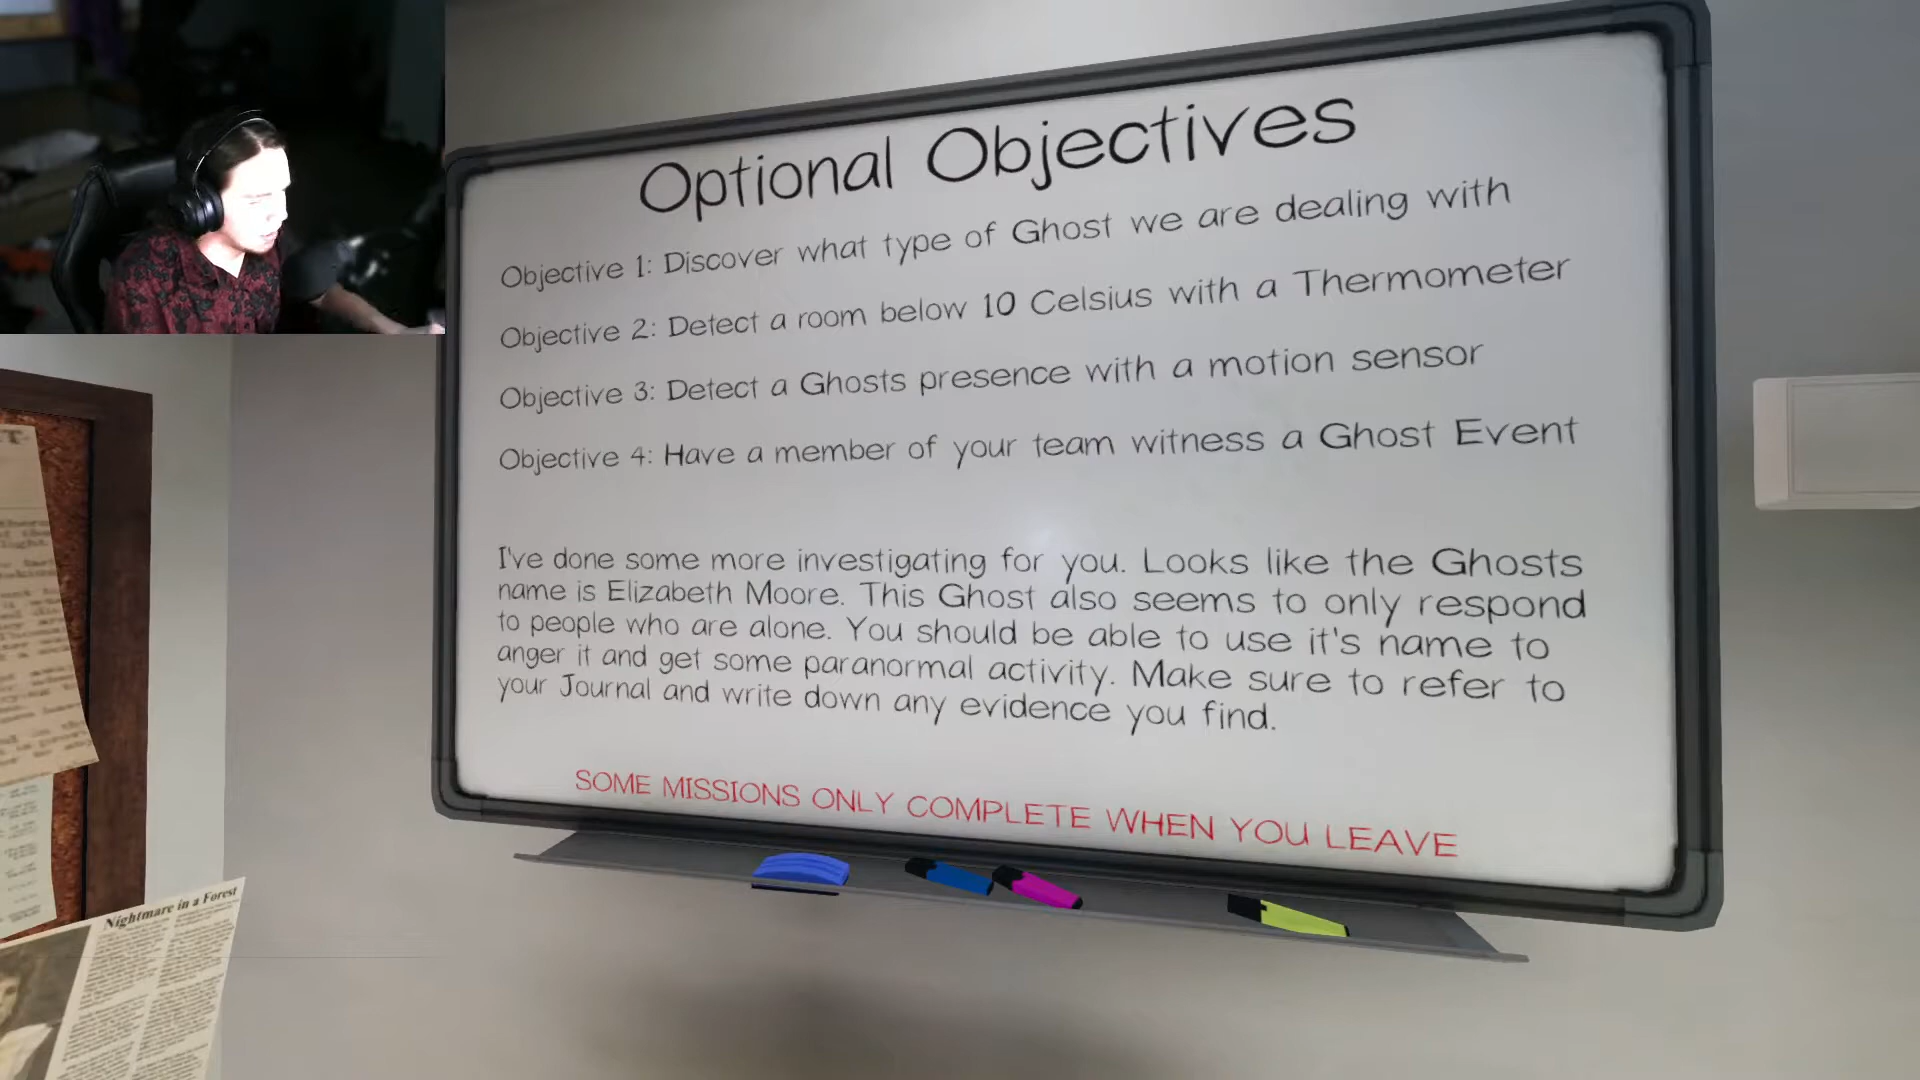 Optional Objectives
Objective 1: Discover what type of Ghost we are dealing with
Objective 2: Detect a room below 10 Celsius with a Thermometer
Objective 3: Detect a Ghosts presence with a motion sensor
Objective 4: Have a member of your team witness a Ghost Event
I've done some more investigating for you. Looks like the Ghosts
name is Elizabeth Moore. This Ghost also seems to only respond
to people who are alone. You should be able to use it's name to
anger it and get some paranormal activity. Make sure to refer to
your Journal and write down any evidence you find.
SOME MISSIONS ONLY COMPLETE WHEN YOU LEAVE
Nightmare in a Forest